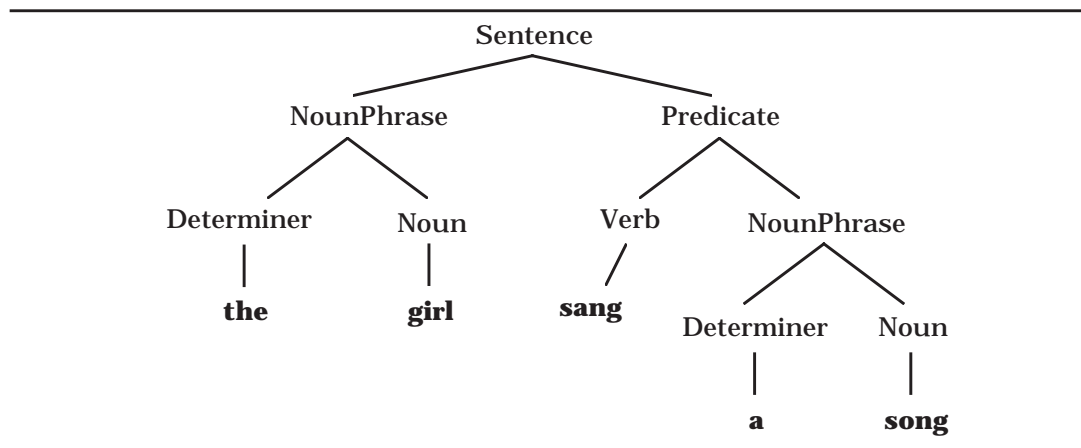 Sentence
NounPhrase Predicate
Determiner Noun Verb NounPhrase
the girl sang
Determiner Noun
a song